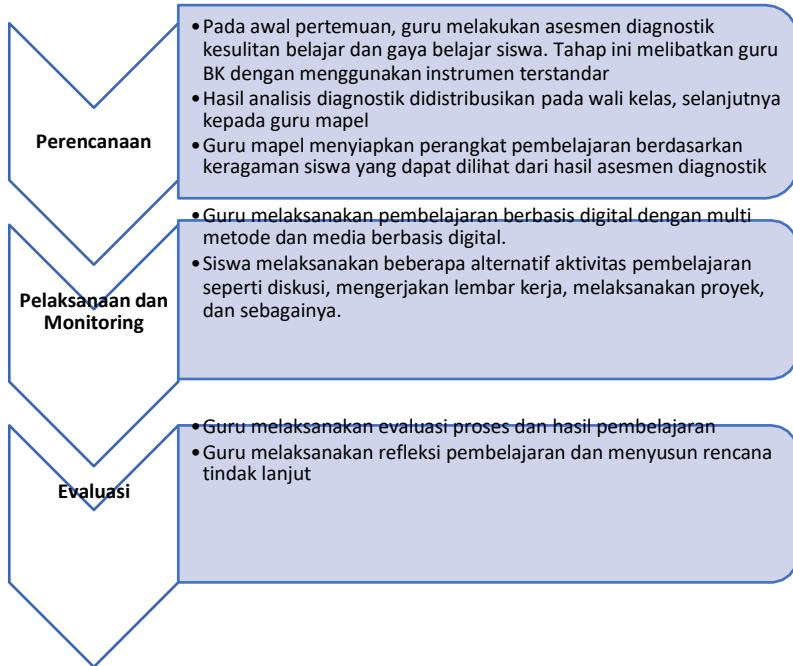 Perencanaan
•Pada awal pertemuan, guru melakukan asesmen diagnostik
kesulitan belajar dan gaya belajar siswa. Tahap ini melibatkan guru
BK dengan menggunakan instrumen terstandar
•Hasil analisis diagnostik didistribusikan pada wali kelas, selanjutnya
kepada guru mapel
•Guru mapel menyiapkan perangkat pembelajaran berdasarkan
keragaman siswa yang dapat dilihat dari hasil asesmen diagnostik
Pelaksanaan dan
Monitoring
•Guru melaksanakan pembelajaran berbasis digital dengan multi
metode dan media berbasis digital.
•Siswa melaksanakan beberapa alternatif aktivitas pembelajaran
seperti diskusi, mengerjakan lembar kerja, melaksanakan proyek,
dan sebagainya.
Evaluasi
•Guru melaksanakan evaluasi proses dan hasil pembelajaran
•Guru melaksanakan refleksi pembelajaran dan menyusun rencana
tindak lanjut